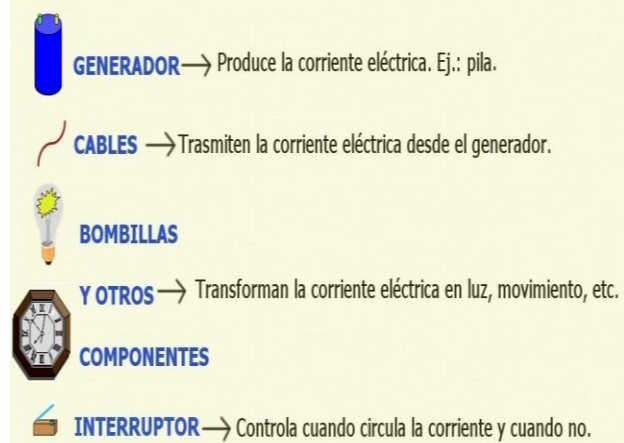 GENERADOR → Produce la corriente eléctrica. Ej.: pila.
CABLES → Trasmiten la corriente eléctrica desde el generador.
BOMBILLAS
Y OTROS → Transforman la corriente eléctrica en luz, movimiento, etc.
COMPONENTES
INTERRUPTOR → Controla cuando circula la corriente y cuando no.